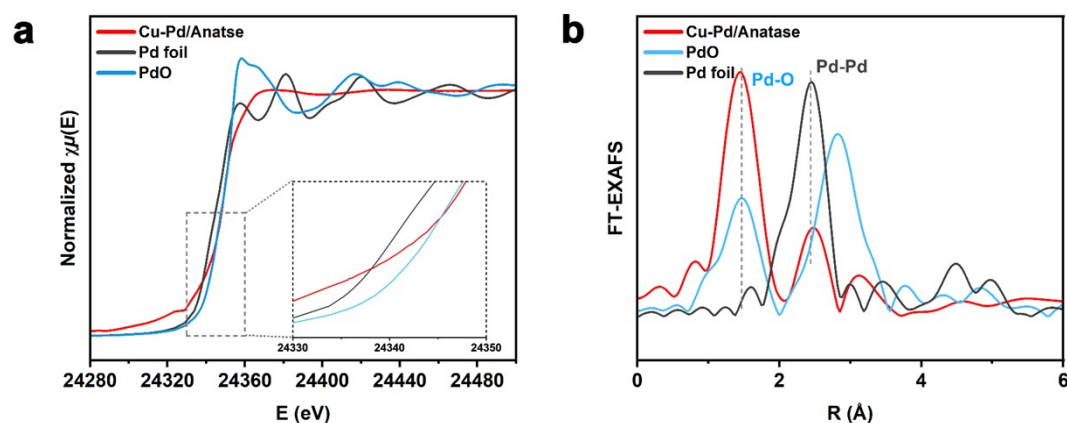 a
Cu-Pd/Anatse
Pd foil
PdO
Normalized χμ(E)
24330 24340 24350
24280 24320 24360 24400 24440 24480
E (eV)
b
Cu-Pd/Anatase
PdO
Pd foil
Pd-O
Pd-Pd
FT-EXAFS
0 2 4 6
R (Å)